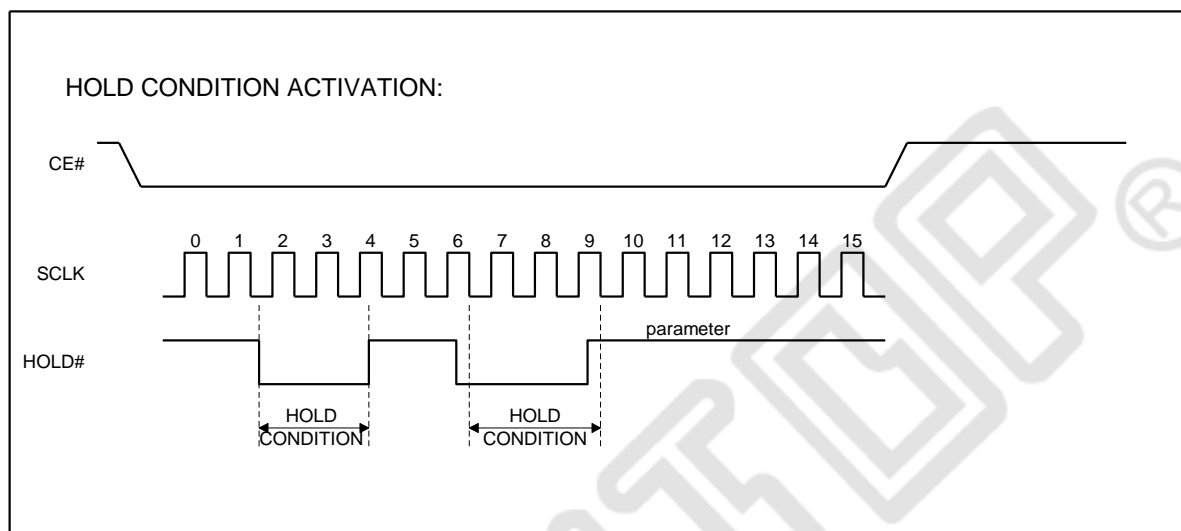 HOLD CONDITION ACTIVATION:
CE#
0 1 2 3 4 5 6 7 8 9 10 11 12 13 14 15
SCLK
parameter
HOLD#
HOLD HOLD
CONDITION CONDITION
®